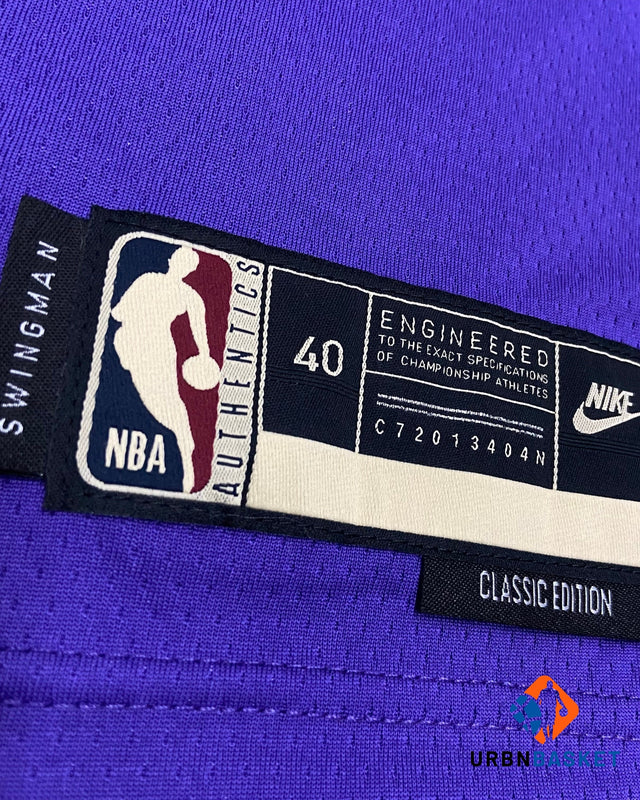 SWINGMAN
NBA
AUTHENTICS
40
ENGINEERED
TO THE EXACT SPECIFICATIONS
OF CHAMPIONSHIP ATHLETES
C72013404N
NIKE
CLASSIC EDITION
URBNBASKET